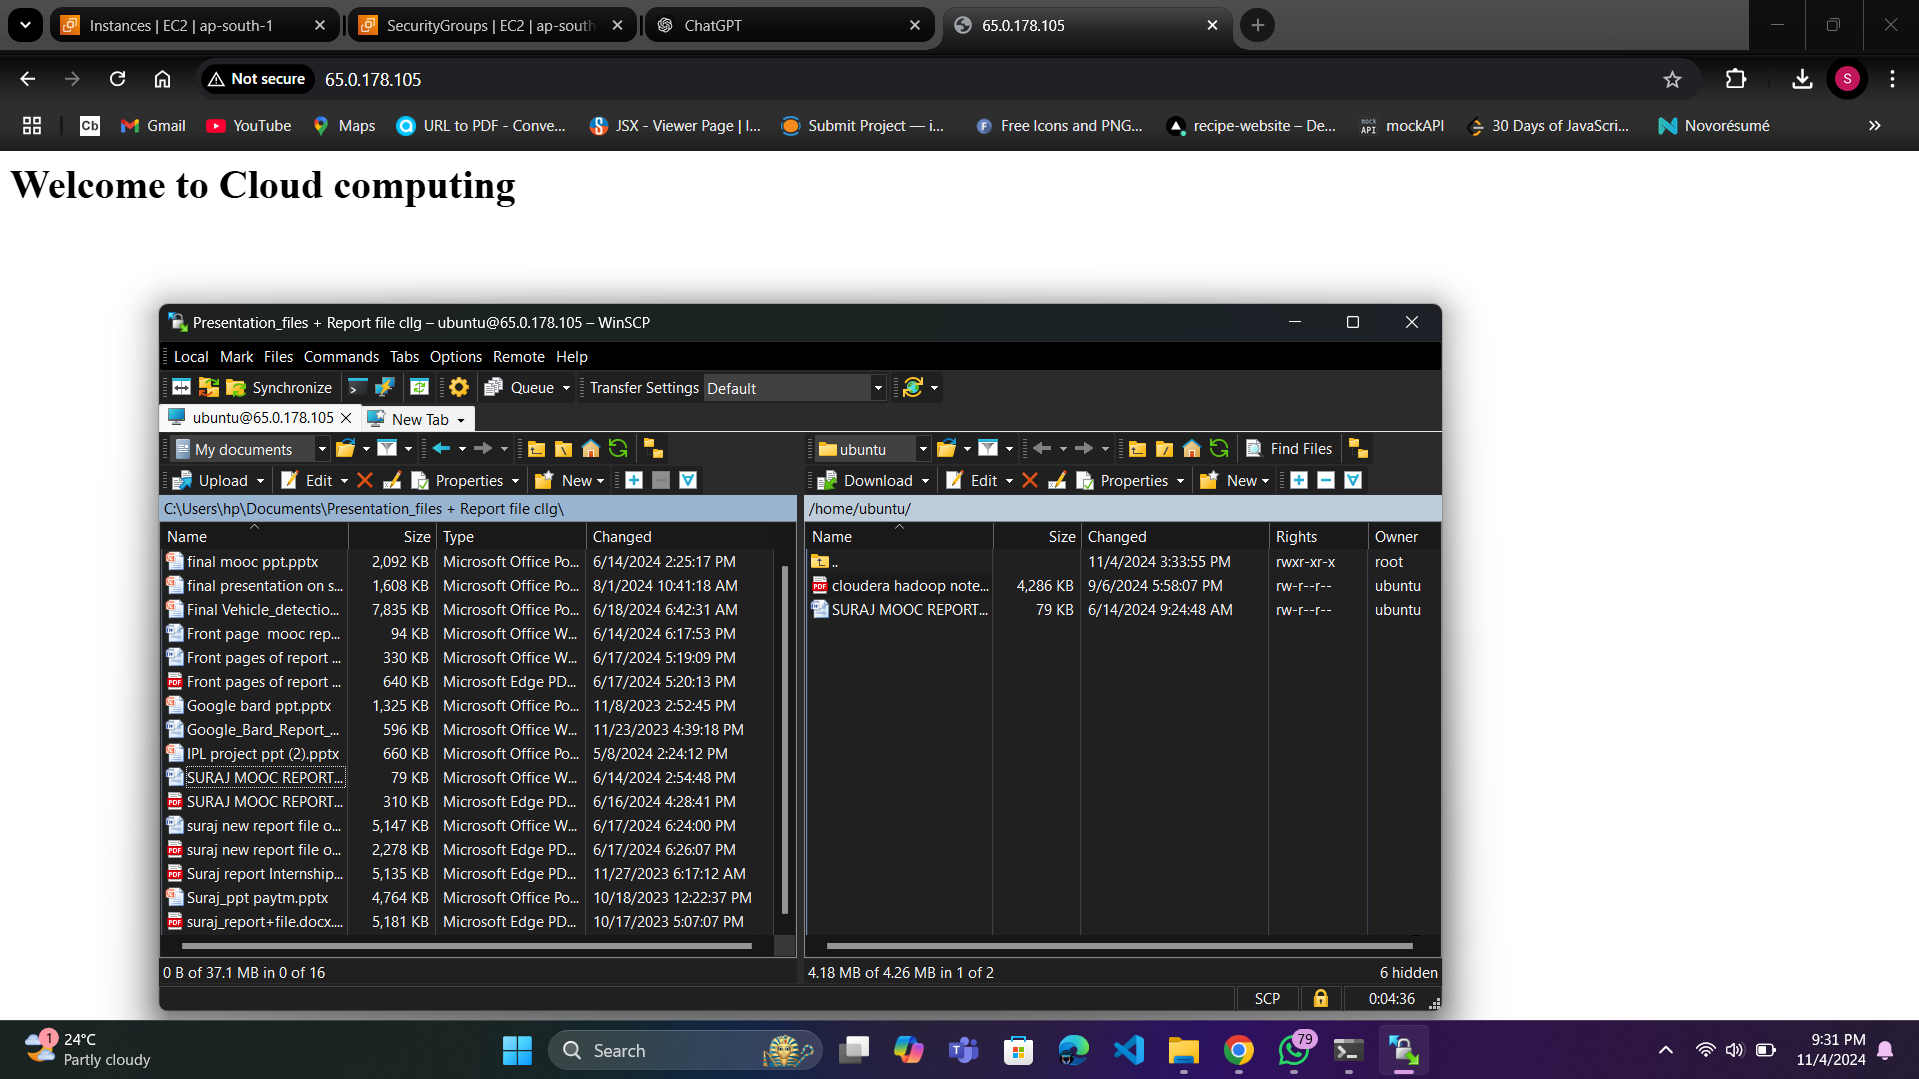 Instances | EC2 | ap-south-1
SecurityGroups | EC2 | ap-south
ChatGPT
65.0.178.105
Not secure
65.0.178.105
S
Cb
Gmail
YouTube
Maps
URL to PDF - Conve...
JSX - Viewer Page | I...
Submit Project — i...
Free Icons and PNG...
recipe-website – De...
mock API
mockAPI
30 Days of JavaScri...
Novorésumé
Welcome to Cloud computing
Presentation_files + Report file cllg – ubuntu@65.0.178.105 – WinSCP
Local Mark Files Commands Tabs Options Remote Help
Synchronize Queue Transfer Settings Default
ubuntu@65.0.178.105 New Tab
My documents
Upload Edit Properties New
C:\Users\hp\Documents\Presentation_files + Report file cllg\
Name Size Type Changed
final mooc ppt.pptx 2,092 KB Microsoft Office Po... 6/14/2024 2:25:17 PM
final presentation on s... 1,608 KB Microsoft Office Po... 8/1/2024 10:41:18 AM
Final Vehicle_detectio... 7,835 KB Microsoft Office Po... 6/18/2024 6:42:31 AM
Front page  mooc rep... 94 KB Microsoft Office W... 6/14/2024 6:17:53 PM
Front pages of report ... 330 KB Microsoft Office W... 6/17/2024 5:19:09 PM
Front pages of report ... 640 KB Microsoft Edge PD... 6/17/2024 5:20:13 PM
Google bard ppt.pptx 1,325 KB Microsoft Office Po... 11/8/2023 2:52:45 PM
Google_Bard_Report_... 596 KB Microsoft Office W... 11/23/2023 4:39:18 PM
IPL project ppt (2).pptx 660 KB Microsoft Office Po... 5/8/2024 2:24:12 PM
SURAJ MOOC REPORT... 79 KB Microsoft Office W... 6/14/2024 2:54:48 PM
SURAJ MOOC REPORT... 310 KB Microsoft Edge PD... 6/16/2024 4:28:41 PM
suraj new report file o... 5,147 KB Microsoft Office W... 6/17/2024 6:24:00 PM
suraj new report file o... 2,278 KB Microsoft Edge PD... 6/17/2024 6:26:07 PM
Suraj report Internship... 5,135 KB Microsoft Edge PD... 11/27/2023 6:17:12 AM
Suraj_ppt paytm.pptx 4,764 KB Microsoft Office Po... 10/18/2023 12:22:37 PM
suraj_report+file.docx.... 5,181 KB Microsoft Edge PD... 10/17/2023 5:07:07 PM
0 B of 37.1 MB in 0 of 16
ubuntu Find Files
Download Edit Properties New
/home/ubuntu/
Name Size Changed Rights Owner
.. 11/4/2024 3:33:55 PM rwxr-xr-x root
cloudera hadoop note... 4,286 KB 9/6/2024 5:58:07 PM rw-r--r-- ubuntu
SURAJ MOOC REPORT... 79 KB 6/14/2024 9:24:48 AM rw-r--r-- ubuntu
4.18 MB of 4.26 MB in 1 of 2 6 hidden
SCP 0:04:36
1
24°C
Partly cloudy
Search
79
9:31 PM
11/4/2024